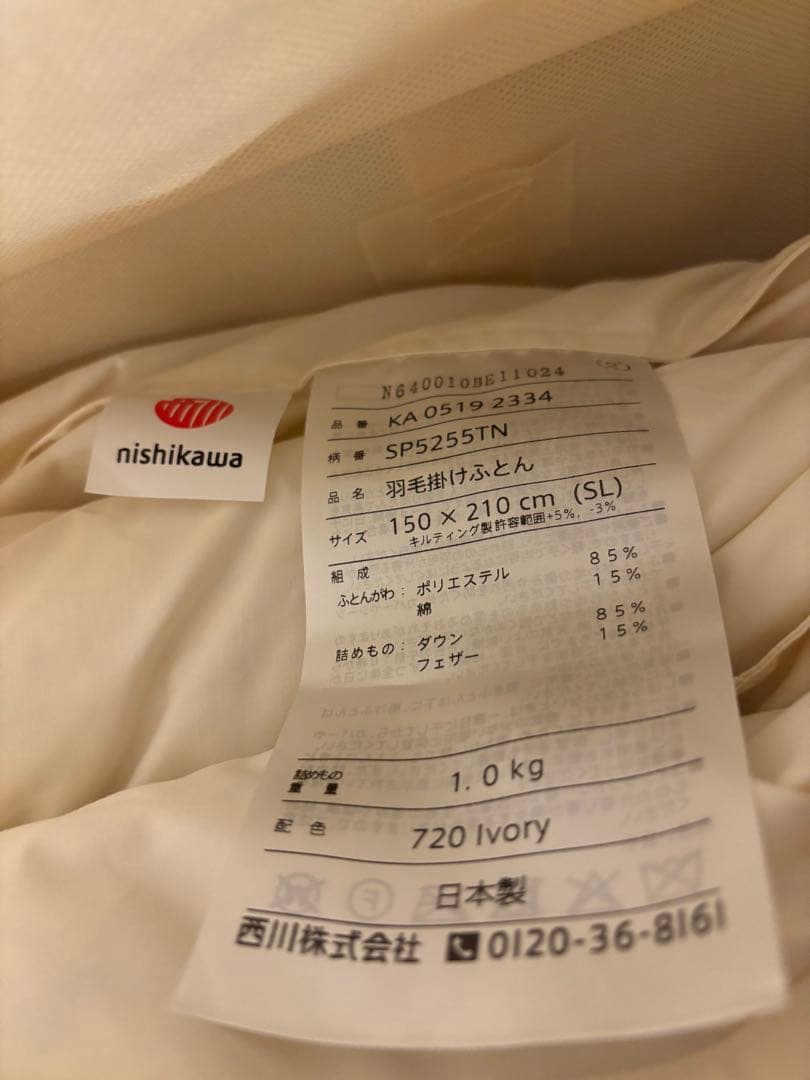 nishikawa
N640010BE11024
品番 KA 0519 2334
柄番 SP5255TN
品名 羽毛掛けふとん
サイズ 150 × 210 cm (SL)
キルティング製許容範囲+5%, -3%
組成
ふとんがわ： ポリエステル 85%
綿 15%
詰めもの： ダウン 85%
フェザー 15%
詰めもの
重量 1.0 kg
配色 720 Ivory
日本製
西川株式会社 0120-36-8161